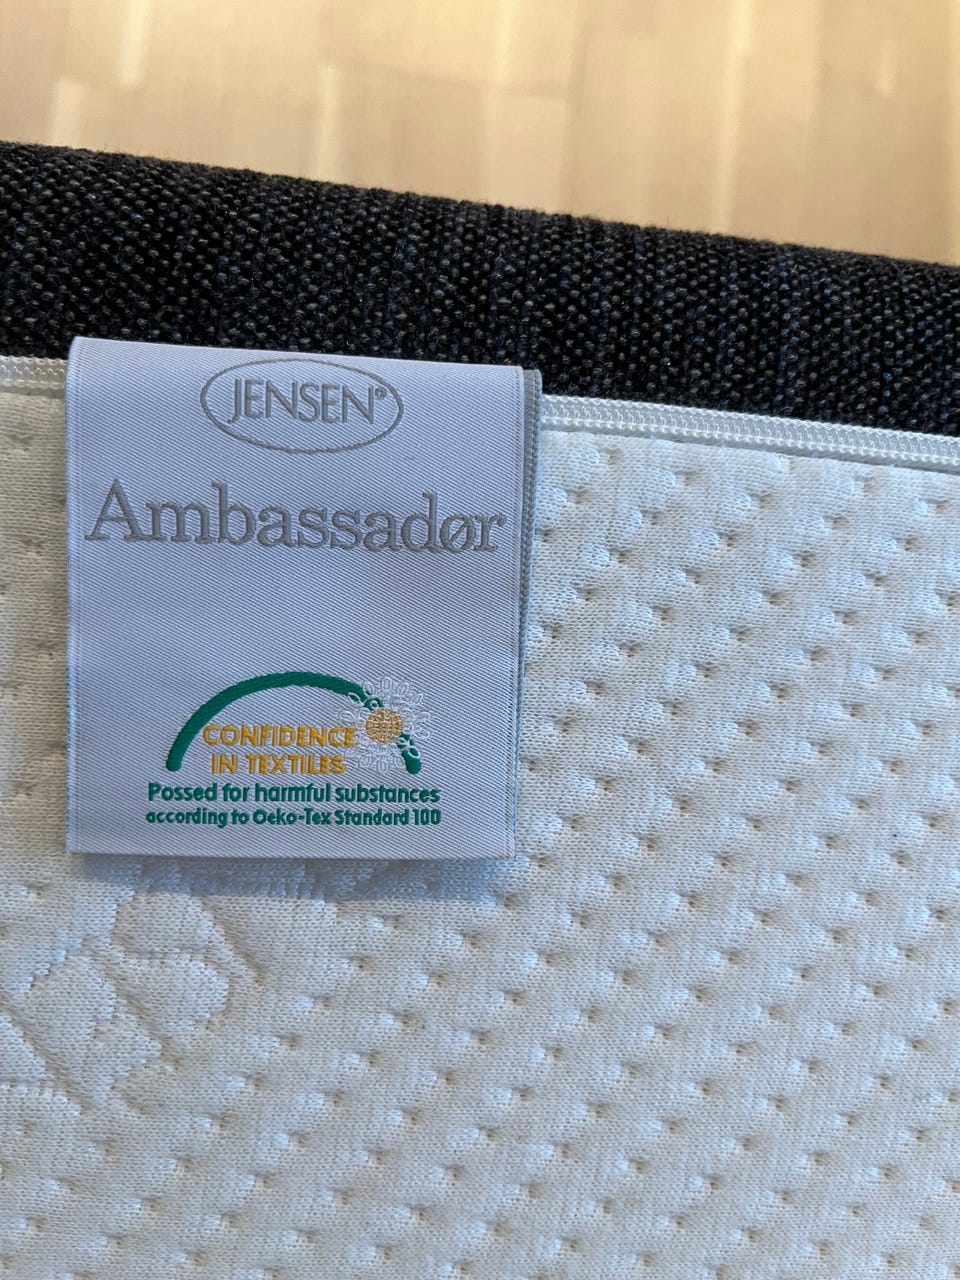 JENSEN®
Ambassadør
CONFIDENCE
IN TEXTILES
Possed for harmful substances
according to Oeko-Tex Standard 100